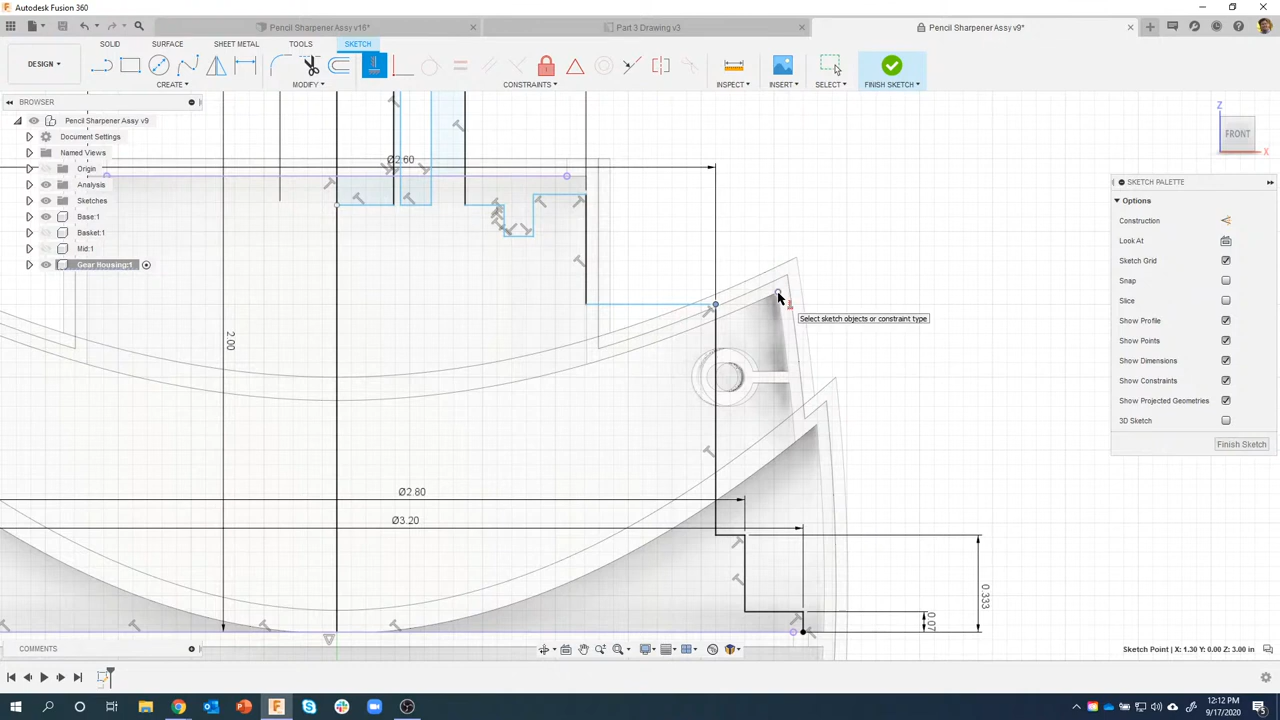 Autodesk Fusion 360
Pencil Sharpener Assy v16*
Part 3 Drawing v3
Pencil Sharpener Assy v9*
SOLID
SURFACE
SHEET METAL
TOOLS
SKETCH
DESIGN
CREATE
MODIFY
CONSTRAINTS
INSPECT
INSERT
SELECT
FINISH SKETCH
BROWSER
Pencil Sharpener Assy v9
Document Settings
Named Views
Origin
Analysis
Sketches
Base:1
Basket:1
Mid:1
Gear Housing:1
Z
FRONT
X
SKETCH PALETTE
Options
Construction
Look At
Sketch Grid
Snap
Slice
Show Profile
Show Points
Show Dimensions
Show Constraints
Show Projected Geometries
3D Sketch
Finish Sketch
Ø2.60
2.00
Select sketch objects or constraint type
Ø2.80
Ø3.20
0.333
0.07
COMMENTS
Sketch Point | X: 1.30 Y: 0.00 Z: 3.00 in
12:12 PM
9/17/2020
5